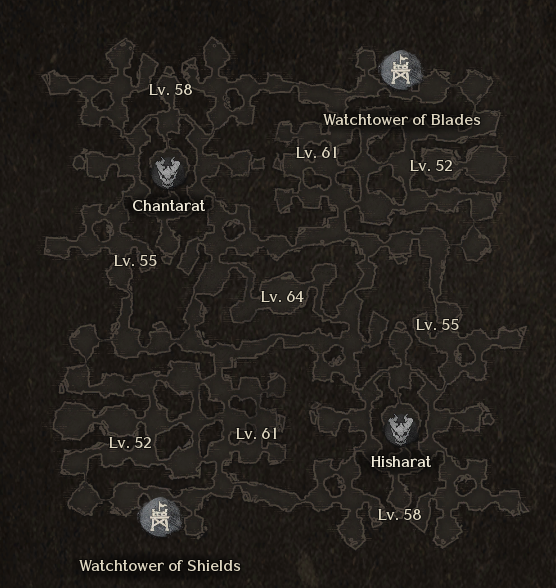 Lv. 58
Watchtower of Blades
Lv. 61
Lv. 52
Chantarat
Lv. 55
Lv. 64
Lv. 55
Lv. 61
Lv. 52
Hisharat
Lv. 58
Watchtower of Shields